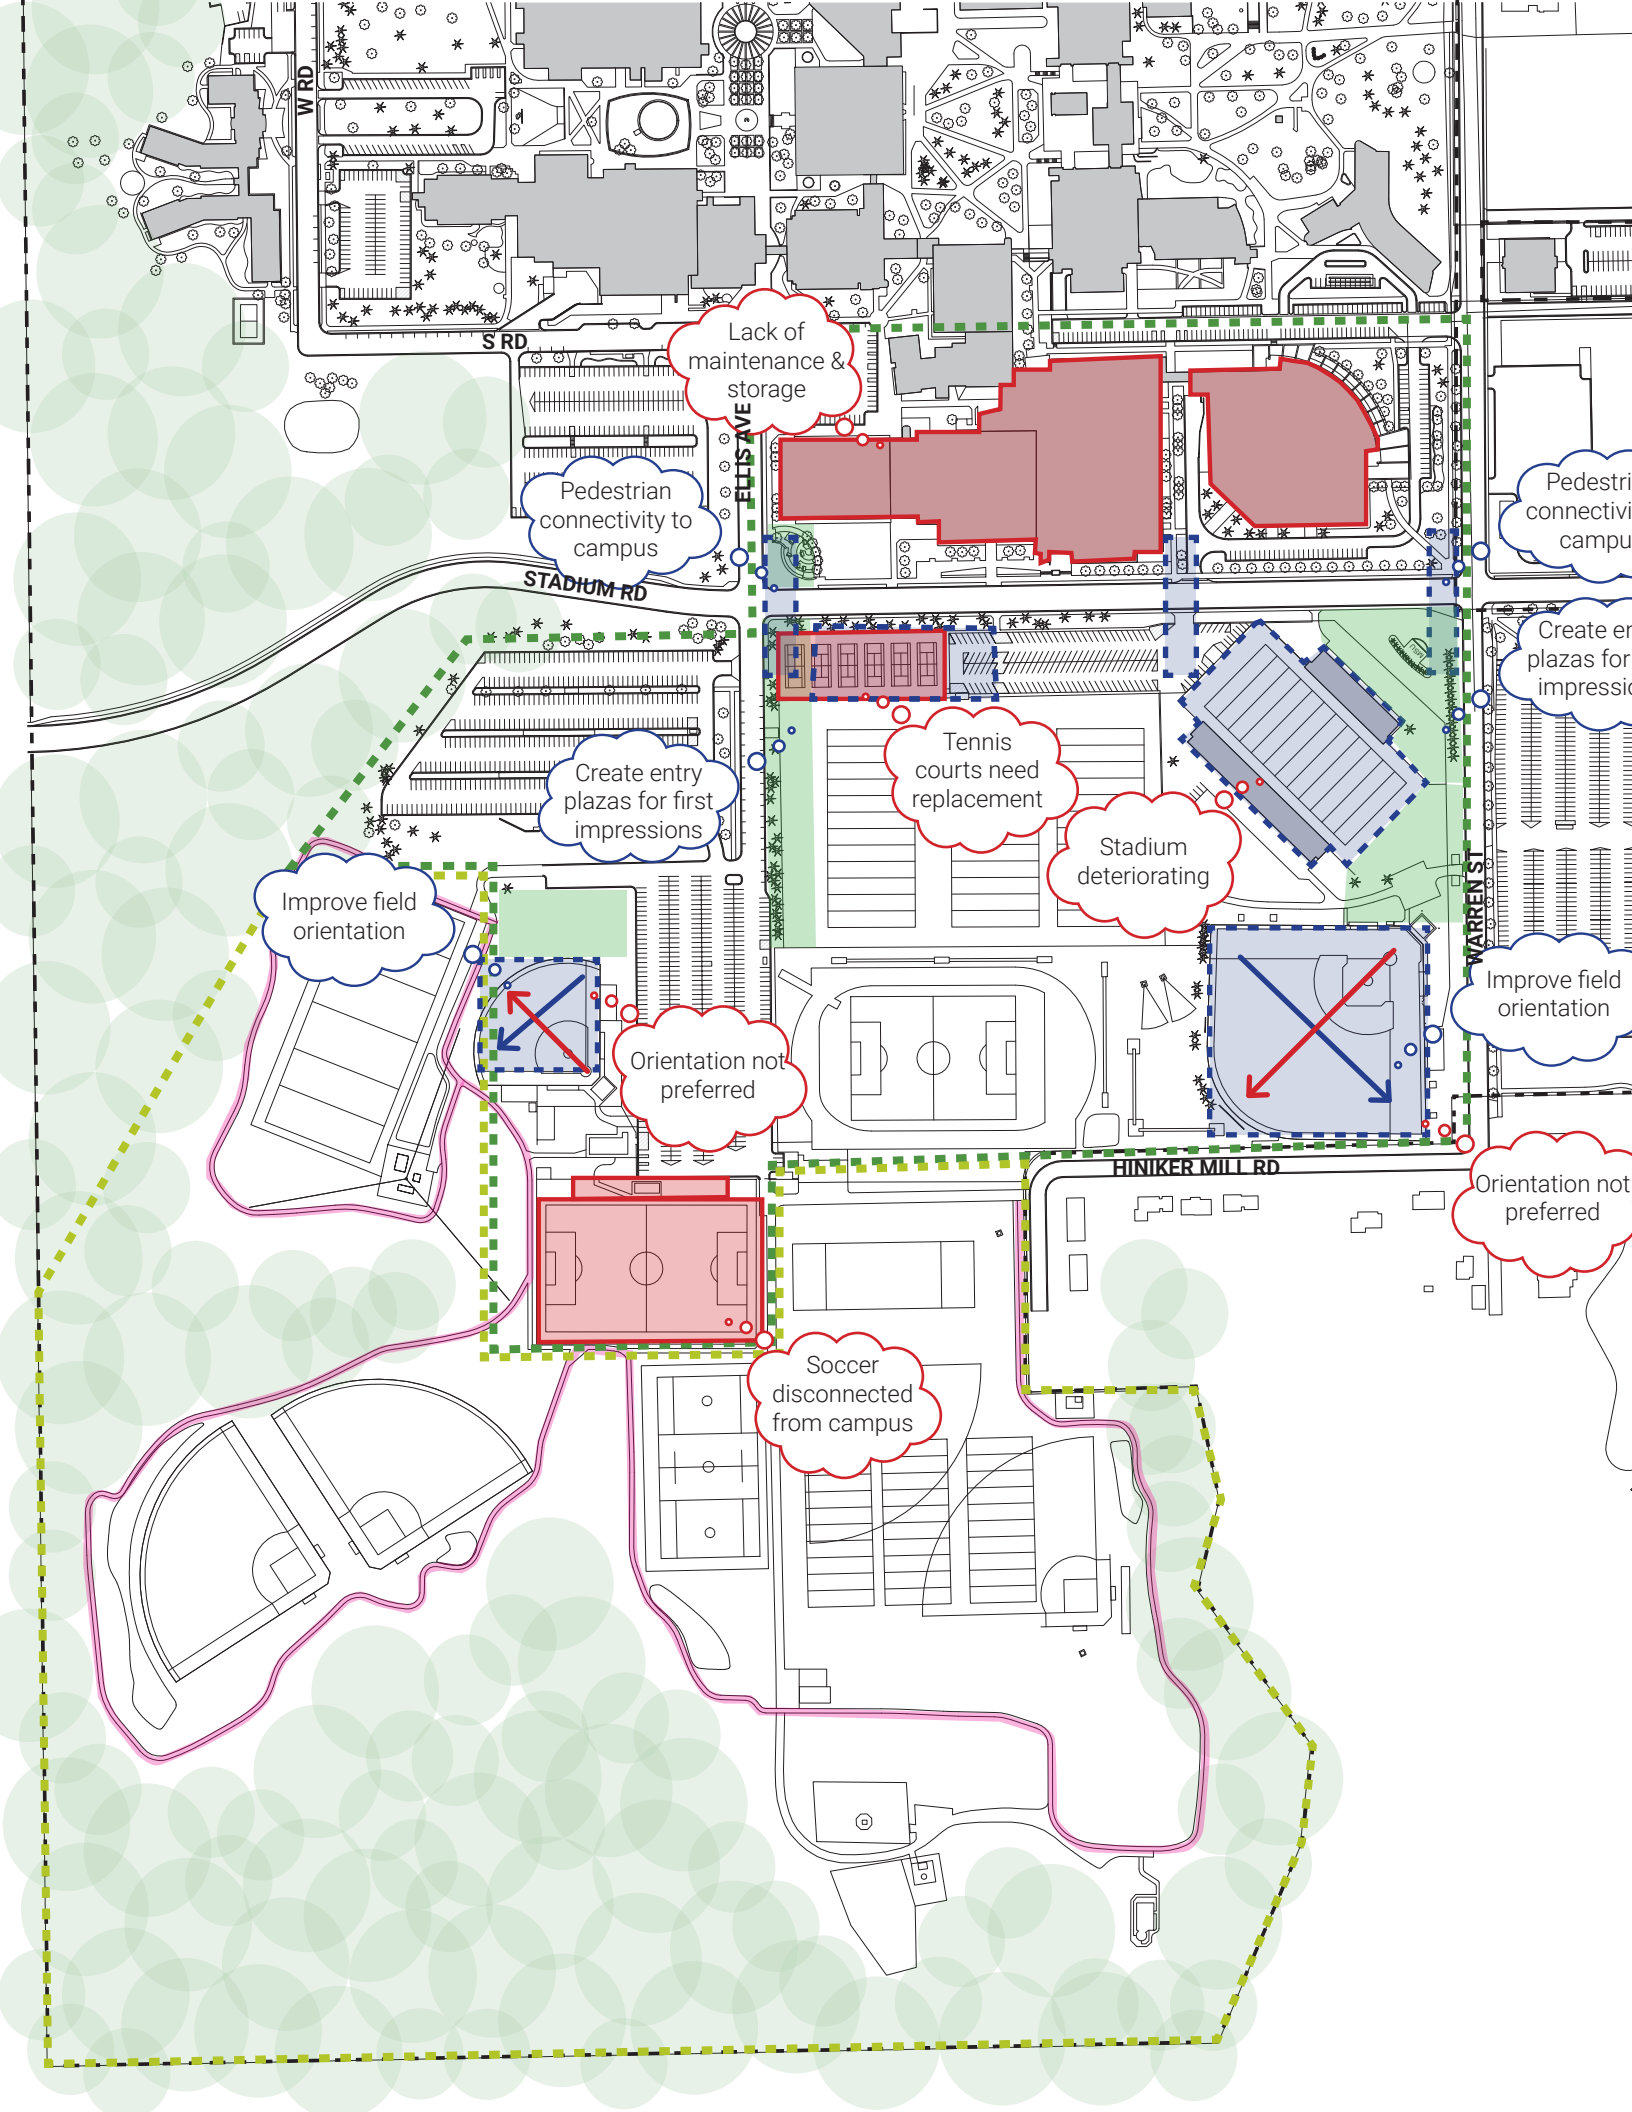 W RD
S RD
Lack of
maintenance &
storage
ELLIS AVE
Pedestrian
connectivity to
campus
Pedestri
connectivi
campu
STADIUM RD
Create en
plazas for
impressio
Tennis
courts need
replacement
Create entry
plazas for first
impressions
Stadium
deteriorating
WARREN ST
Improve field
orientation
Improve field
orientation
Orientation not
preferred
HINIKER MILL RD
Orientation not
preferred
Soccer
disconnected
from campus